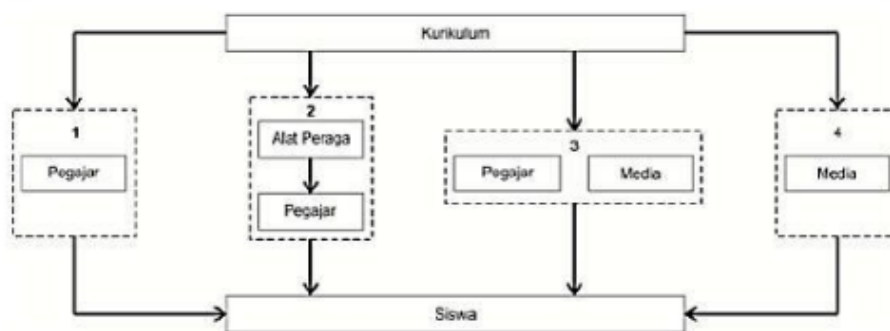 Kurikulum
1
Pegajar
2
Alat Peraga
Pegajar
3
Pegajar
Media
4
Media
Siswa